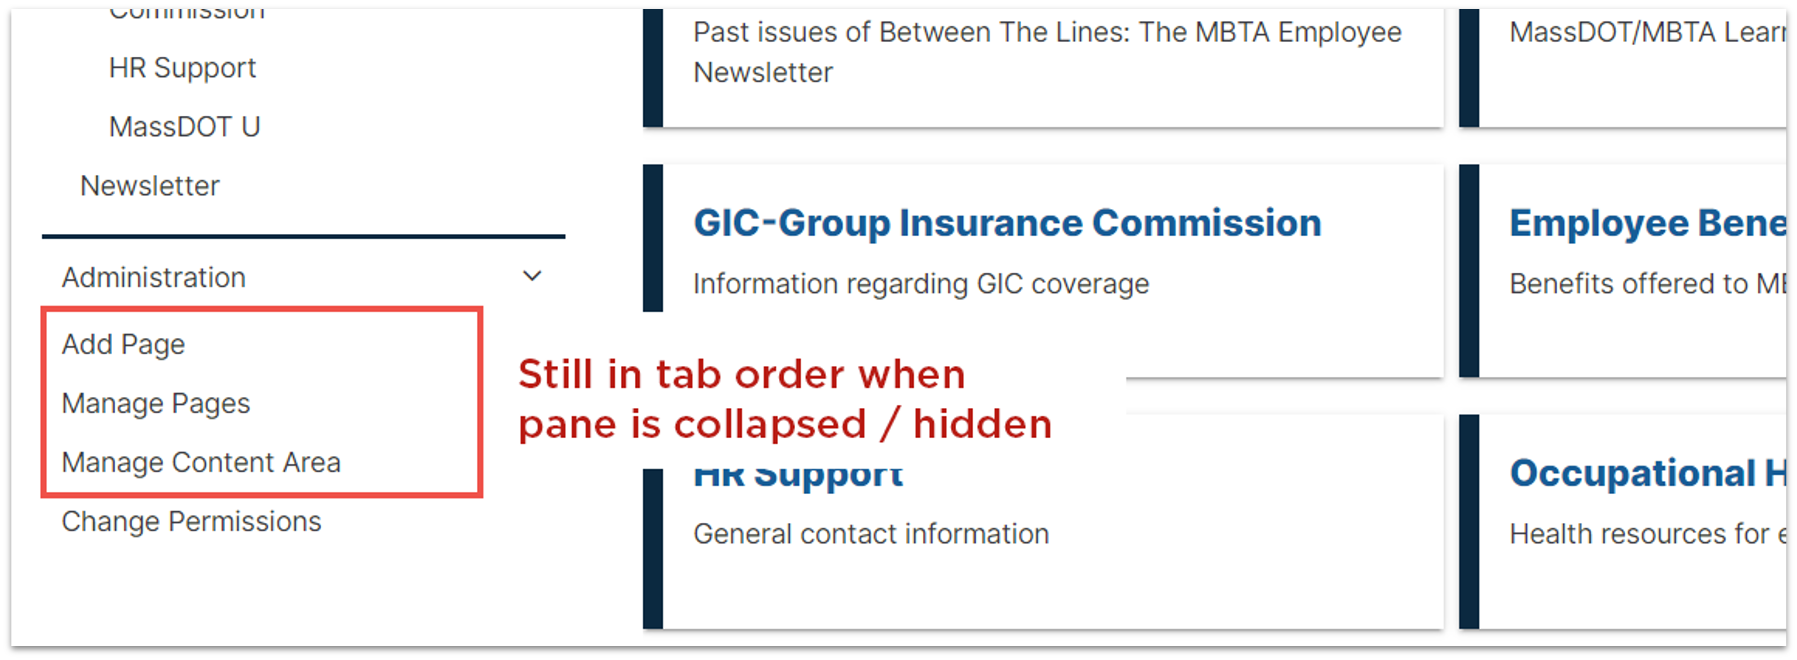 Commission
HR Support
MassDOT U
Newsletter
Administration
Add Page
Manage Pages
Manage Content Area
Change Permissions
Still in tab order when
pane is collapsed / hidden
Past issues of Between The Lines: The MBTA Employee
Newsletter
GIC-Group Insurance Commission
Information regarding GIC coverage
HR Support
General contact information
MassDOT/MBTA Lear
Employee Bene
Benefits offered to MB
Occupational H
Health resources for e